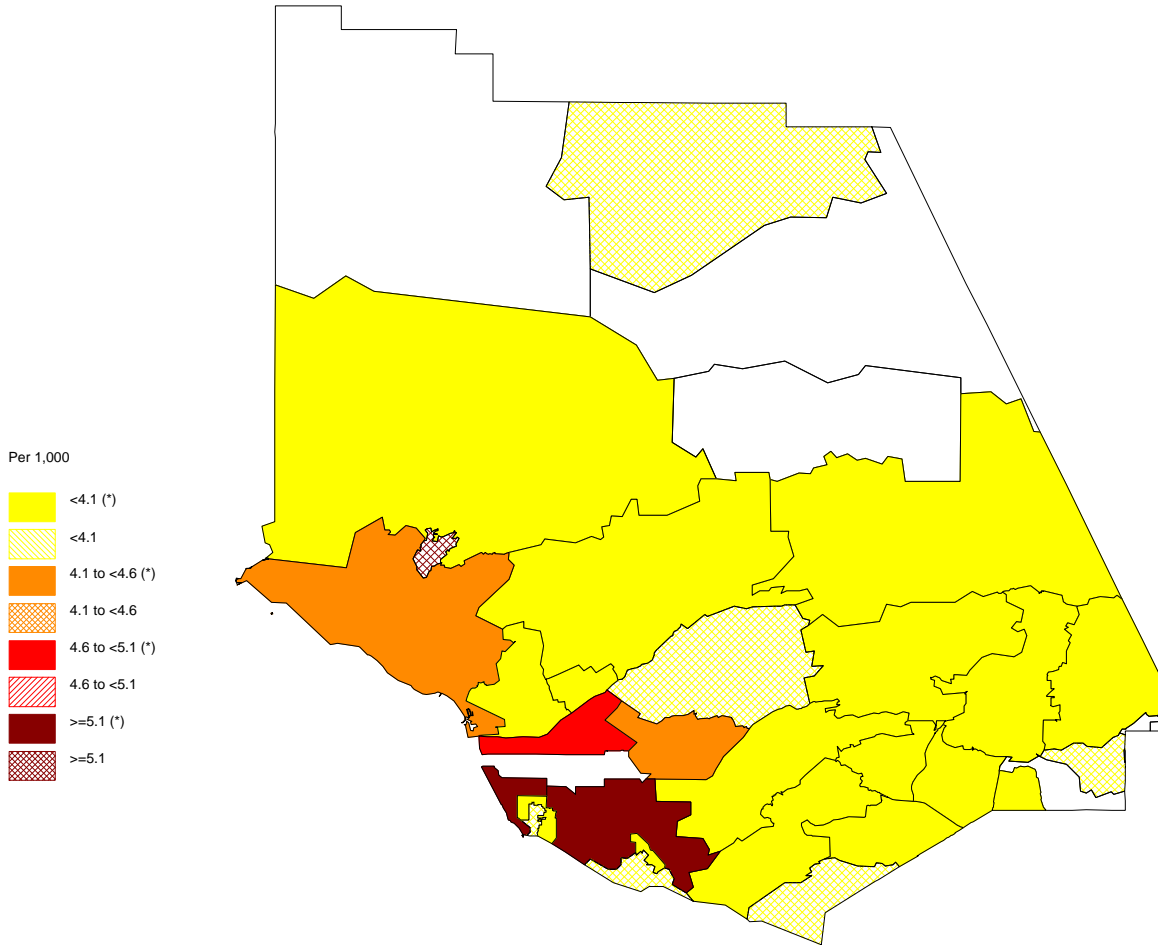 Per 1,000
<4.1 (*)
<4.1
4.1 to <4.6 (*)
4.1 to <4.6
4.6 to <5.1 (*)
4.6 to <5.1
>=5.1 (*)
>=5.1